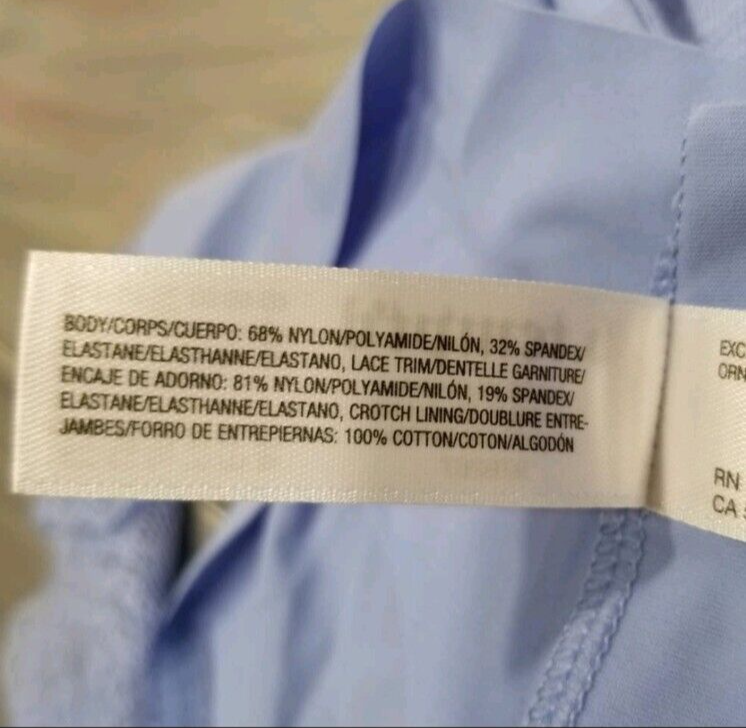 BODY/CORPS/CUERPO: 68% NYLON/POLYAMIDE/NILÓN, 32% SPANDEX/
ELASTANE/ELASTHANNE/ELASTANO, LACE TRIM/DENTELLE GARNITURE/
ENCAJE DE ADORNO: 81% NYLON/POLYAMIDE/NILÓN, 19% SPANDEX/
ELASTANE/ELASTHANNE/ELASTANO, CROTCH LINING/DOUBLURE ENTRE-
JAMBES/FORRO DE ENTREPIERNAS: 100% COTTON/COTON/ALGODÓN
EXC
ORN
RN
CA